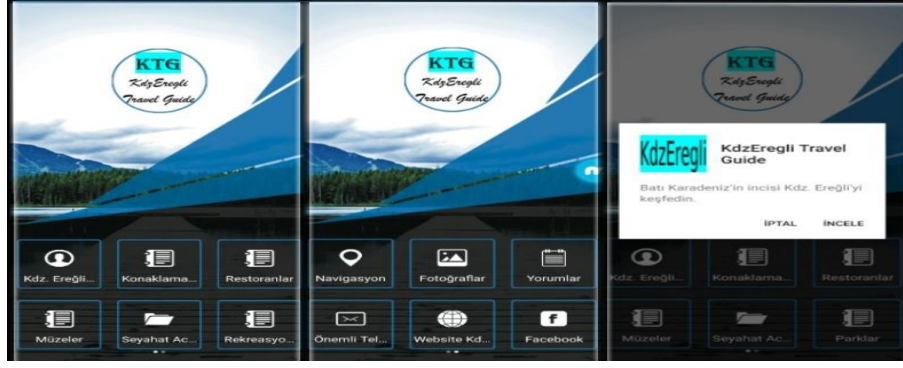 KTG
KdzEregli
Travel Guide
Kdz. Ereğli...
Konaklama...
Restoranlar
Müzeler
Seyahat Ac...
Rekreasyo...
KTG
KdzEregli
Travel Guide
Navigasyon
Fotoğraflar
Yorumlar
Önemli Tel...
Website Kd...
Facebook
KTG
KdzEregli
Travel Guide
KdzEregli
KdzEregli Travel
Guide
Batı Karadeniz'in incisi Kdz. Ereğli'yi
keşfedin.
İPTAL
İNCELE
Kdz. Ereğli...
Konaklama...
Restoranlar
Müzeler
Seyahat Ac...
Parklar